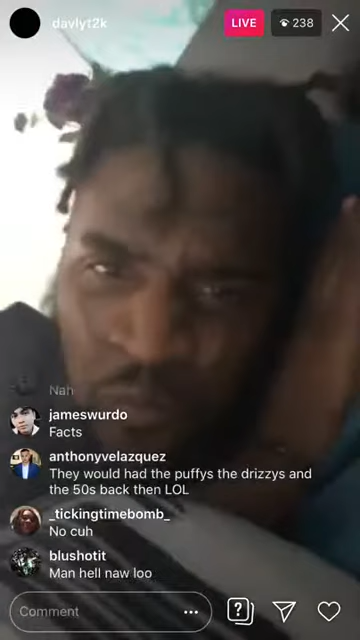 davlyt2k
LIVE
238
Nah
jameswurdo
Facts
anthonyvelazquez
They would had the puffys the drizzys and
the 50s back then LOL
_tickingtimebomb_
No cuh
blushotit
Man hell naw loo
Comment